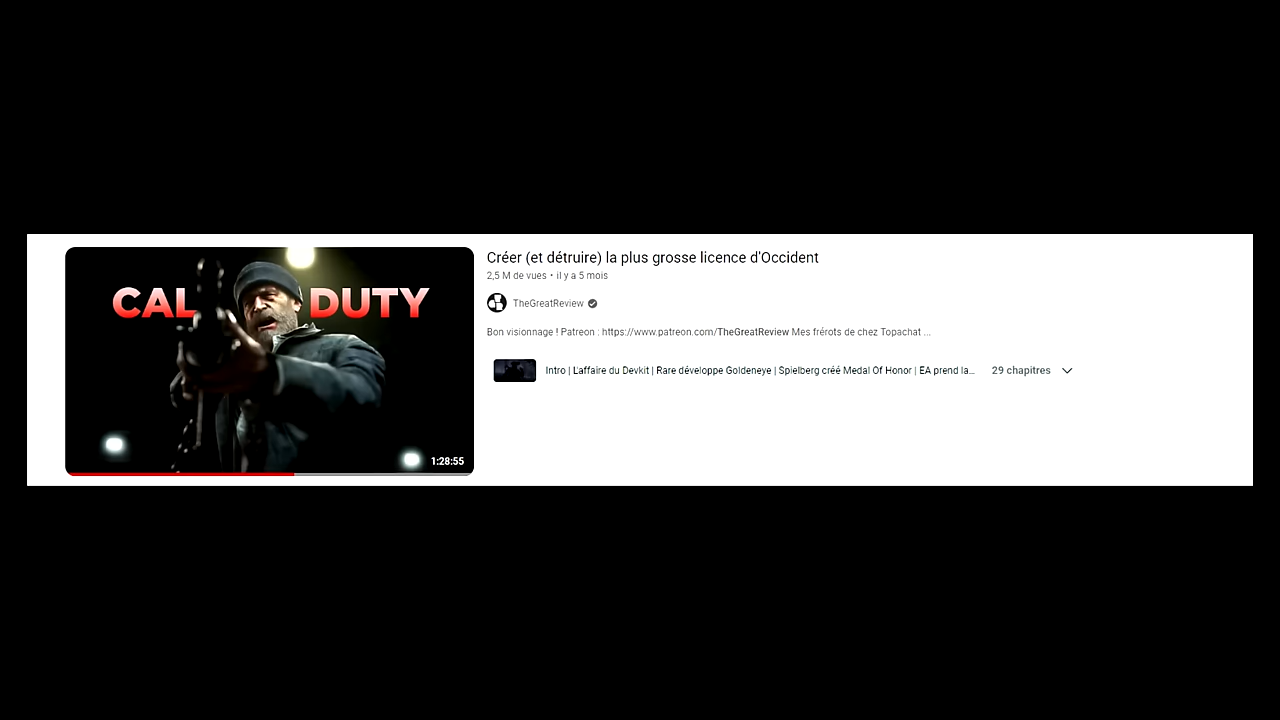 CAL DUTY
1:28:55
Créer (et détruire) la plus grosse licence d'Occident
2,5 M de vues • il y a 5 mois
TheGreatReview
Bon visionnage ! Patreon : https://www.patreon.com/TheGreatReview Mes frérots de chez Topachat ...
Intro | L'affaire du Devkit | Rare développe Goldeneye | Spielberg créé Medal Of Honor | EA prend la...
29 chapitres